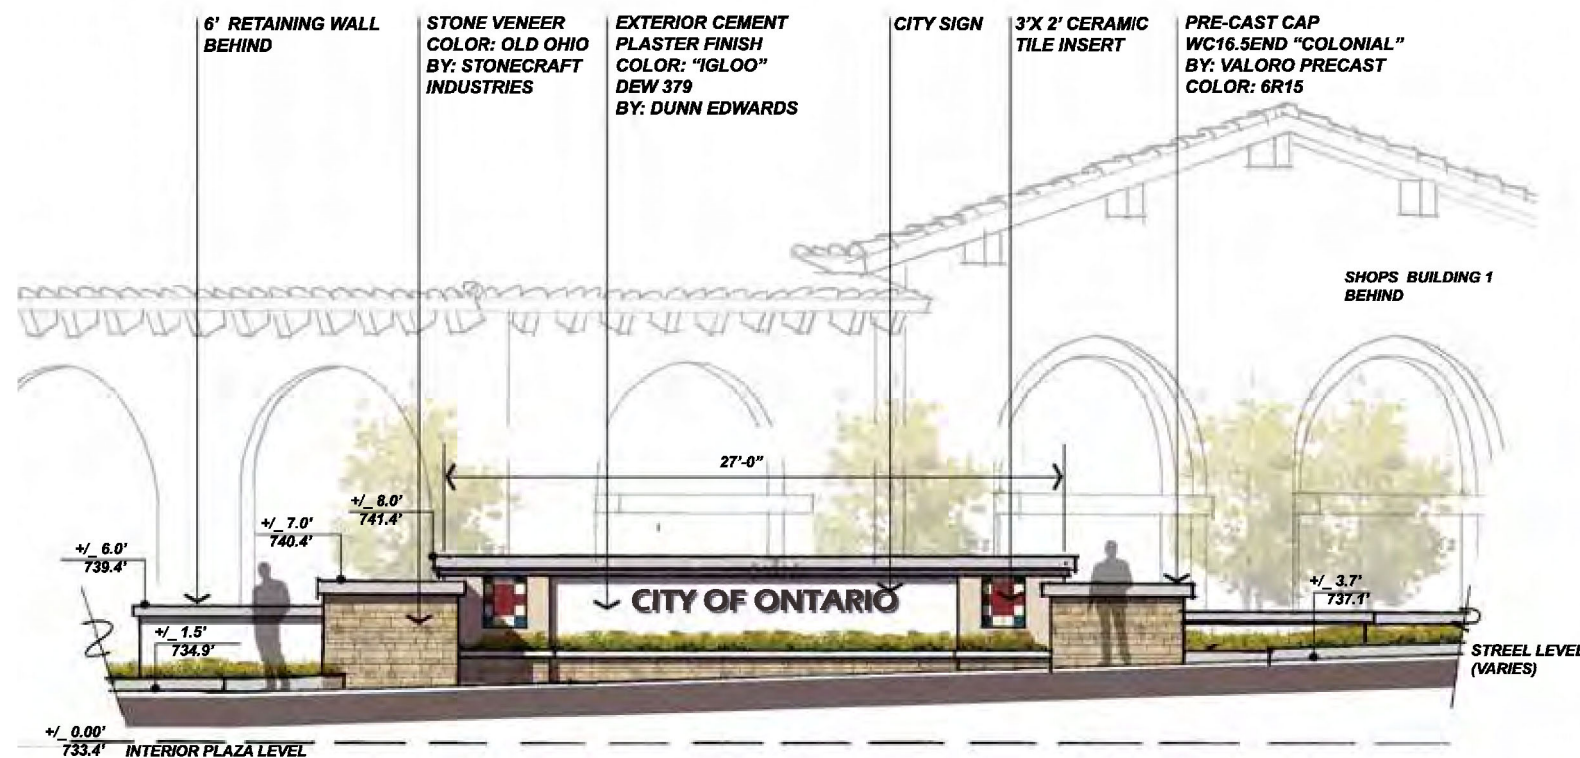 6' RETAINING WALL
BEHIND
STONE VENEER
COLOR: OLD OHIO
BY: STONECRAFT
INDUSTRIES
EXTERIOR CEMENT
PLASTER FINISH
COLOR: “IGLOO”
DEW 379
BY: DUNN EDWARDS
CITY SIGN
3'X 2' CERAMIC
TILE INSERT
PRE-CAST CAP
WC16.5END “COLONIAL”
BY: VALORO PRECAST
COLOR: 6R15
SHOPS BUILDING 1
BEHIND
27'-0”
+/_ 8.0'
741.4'
+/_ 7.0'
740.4'
+/_ 6.0'
739.4'
+/_ 3.7'
737.1'
CITY OF ONTARIO
+/_ 1.5'
734.9'
STREEL LEVEL
(VARIES)
+/_ 0.00'
733.4' INTERIOR PLAZA LEVEL